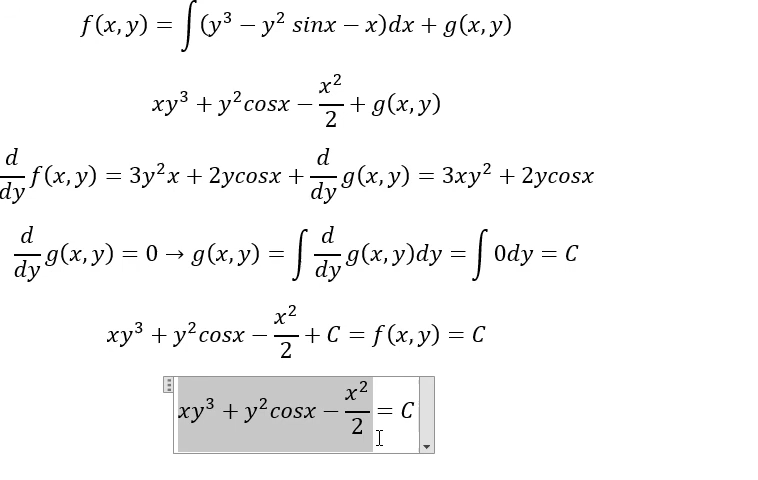 f(x, y) = ∫(y³ − y² sinx − x)dx + g(x, y)
xy³ + y²cosx − x²/2 + g(x, y)
d/dy f(x, y) = 3y²x + 2ycosx + d/dy g(x, y) = 3xy² + 2ycosx
d/dy g(x, y) = 0 → g(x, y) = ∫ d/dy g(x, y)dy = ∫ 0dy = C
xy³ + y²cosx − x²/2 + C = f(x, y) = C
xy³ + y²cosx − x²/2 = C